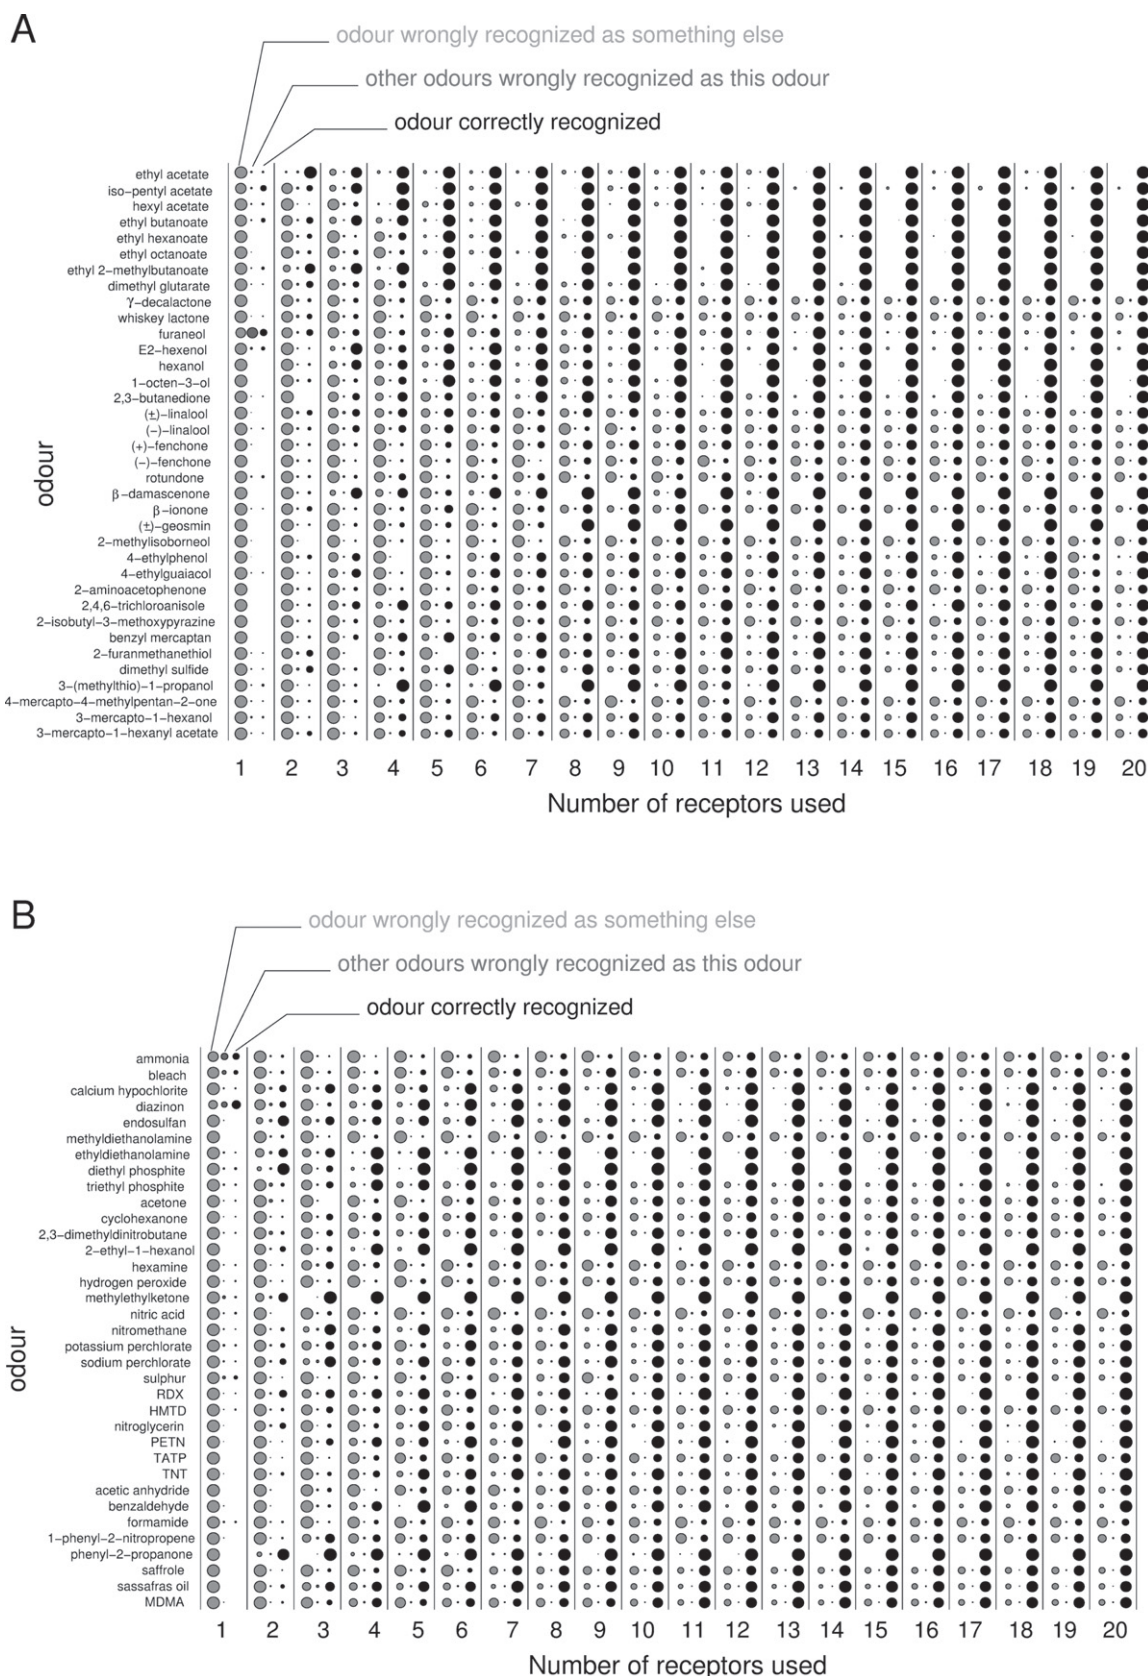 A
odour wrongly recognized as something else
other odours wrongly recognized as this odour
odour correctly recognized
ethyl acetate
iso−pentyl acetate
hexyl acetate
ethyl butanoate
ethyl hexanoate
ethyl octanoate
ethyl 2−methylbutanoate
dimethyl glutarate
γ−decalactone
whiskey lactone
furaneol
E2−hexenol
hexanol
1−octen−3−ol
2,3−butanedione
(±)−linalool
(−)−linalool
(+)−fenchone
(−)−fenchone
rotundone
β−damascenone
β−ionone
(±)−geosmin
2−methylisoborneol
4−ethylphenol
4−ethylguaiacol
2−aminoacetophenone
2,4,6−trichloroanisole
2−isobutyl−3−methoxypyrazine
benzyl mercaptan
2−furanmethanethiol
dimethyl sulfide
3−(methylthio)−1−propanol
4−mercapto−4−methylpentan−2−one
3−mercapto−1−hexanol
3−mercapto−1−hexanyl acetate
odour
1 2 3 4 5 6 7 8 9 10 11 12 13 14 15 16 17 18 19 20
Number of receptors used
B
odour wrongly recognized as something else
other odours wrongly recognized as this odour
odour correctly recognized
ammonia
bleach
calcium hypochlorite
diazinon
endosulfan
methyldiethanolamine
ethyldiethanolamine
diethyl phosphite
triethyl phosphite
acetone
cyclohexanone
2,3−dimethyldinitrobutane
2−ethyl−1−hexanol
hexamine
hydrogen peroxide
methylethylketone
nitric acid
nitromethane
potassium perchlorate
sodium perchlorate
sulphur
RDX
HMTD
nitroglycerin
PETN
TATP
TNT
acetic anhydride
benzaldehyde
formamide
1−phenyl−2−nitropropene
phenyl−2−propanone
saffrole
sassafras oil
MDMA
odour
1 2 3 4 5 6 7 8 9 10 11 12 13 14 15 16 17 18 19 20
Number of receptors used